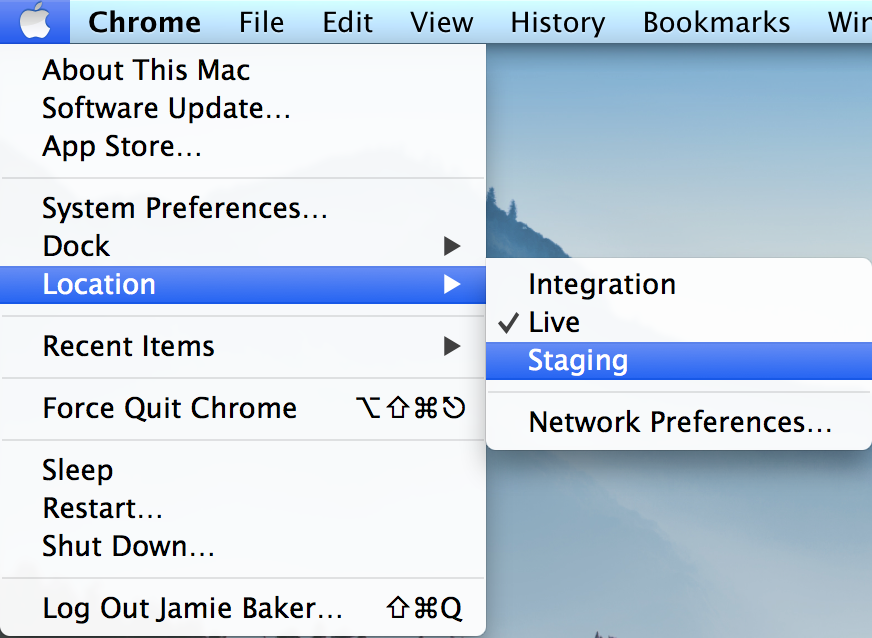 Chrome File Edit View History Bookmarks
About This Mac
Software Update...
App Store...
System Preferences...
Dock
Location
Integration
✓ Live
Staging
Network Preferences...
Recent Items
Force Quit Chrome ⌥⇧⌘⎋
Sleep
Restart...
Shut Down...
Log Out Jamie Baker... ⇧⌘Q